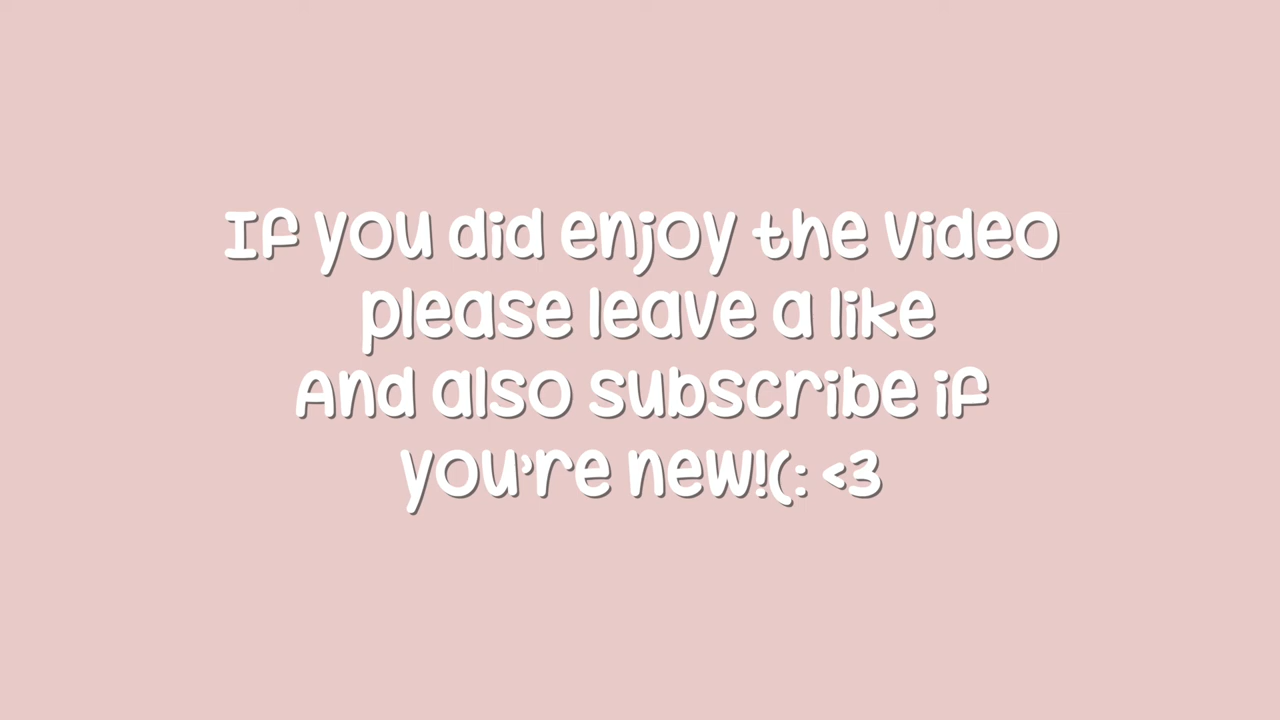 If you did enjoy the video
please leave a like
And also subscribe if
you're new!(: <3